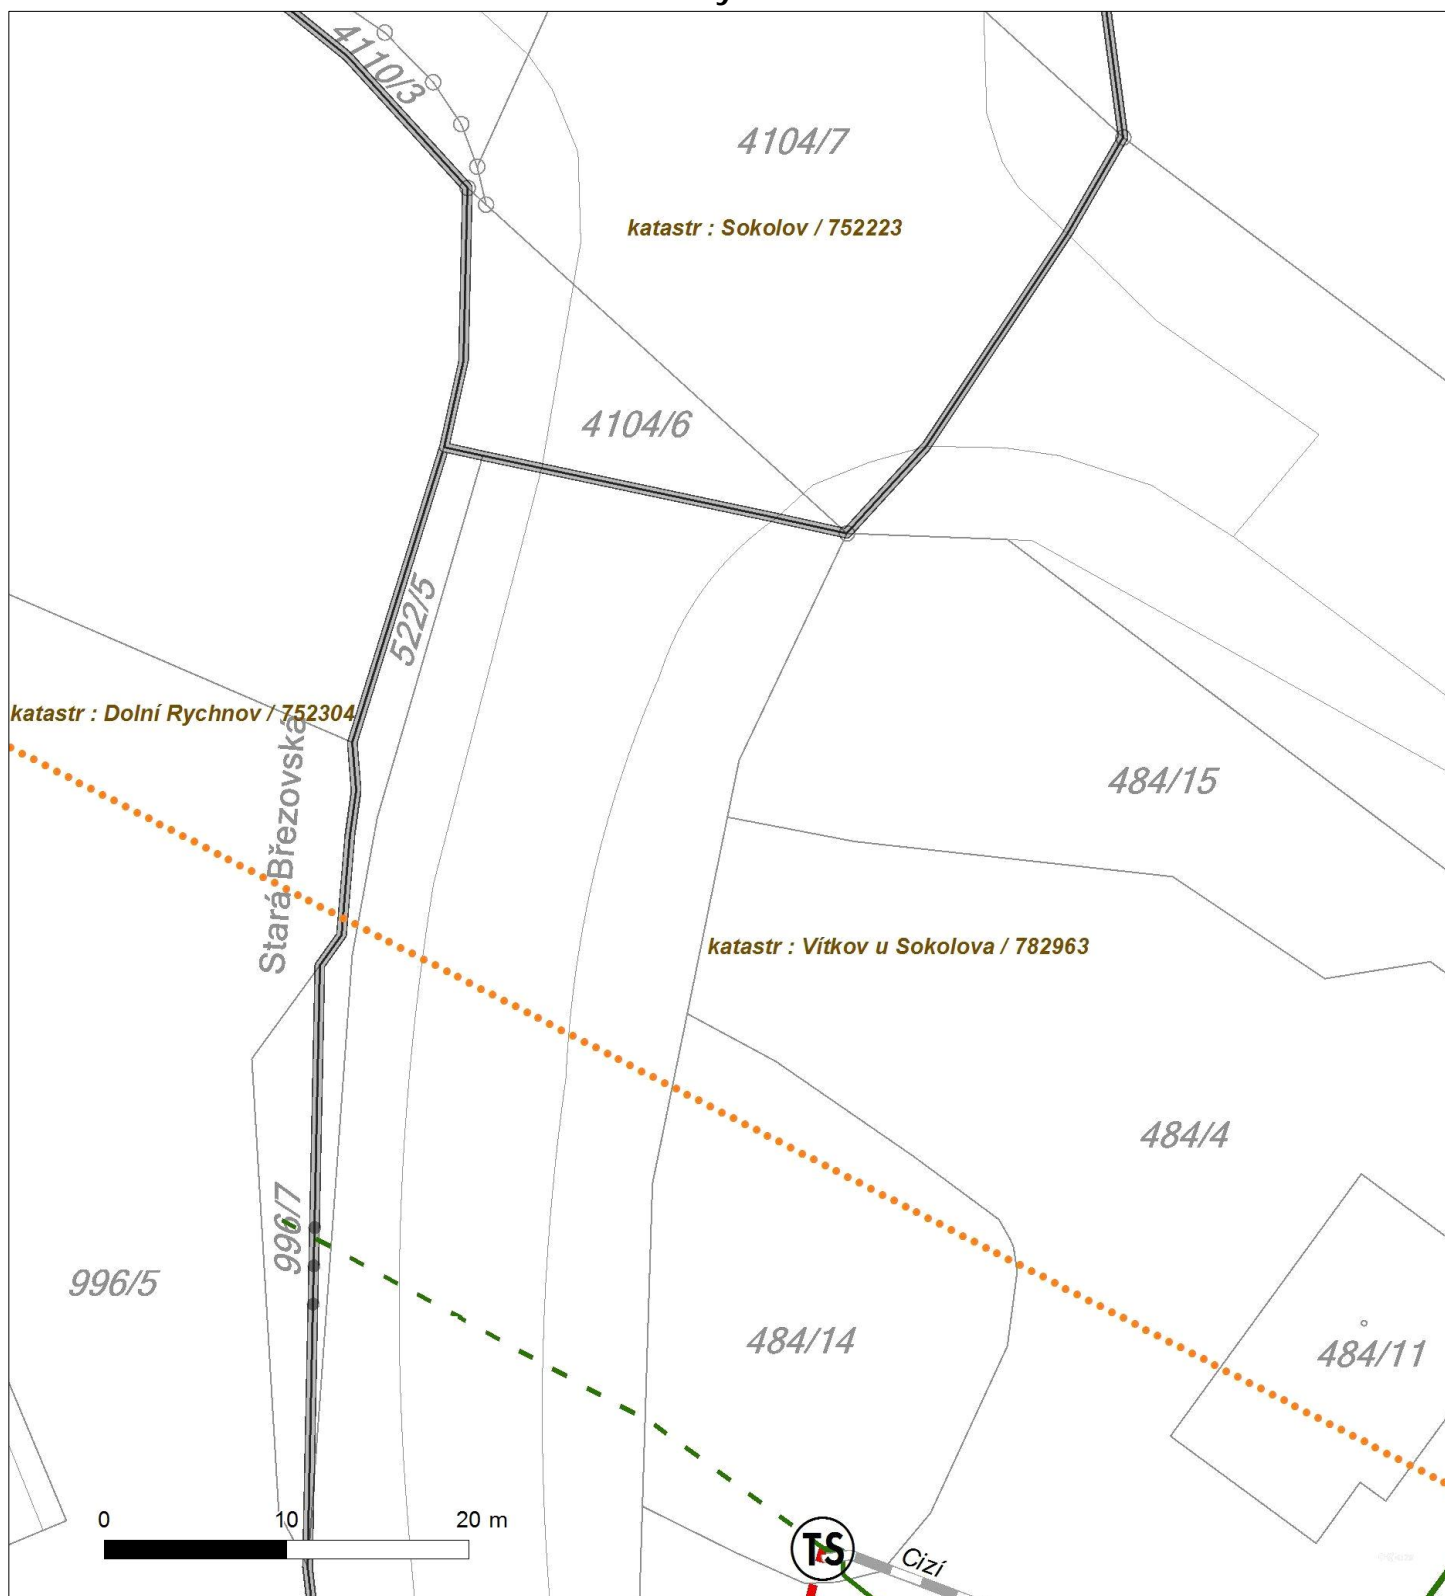 4110/3
4104/7
katastr : Sokolov / 752223
4104/6
522/5
katastr : Dolní Rychnov / 752304
Stará Březovská
484/15
katastr : Vítkov u Sokolova / 782963
484/4
996/7
996/5
484/14
484/11
0 10 20 m
TS
Cizí